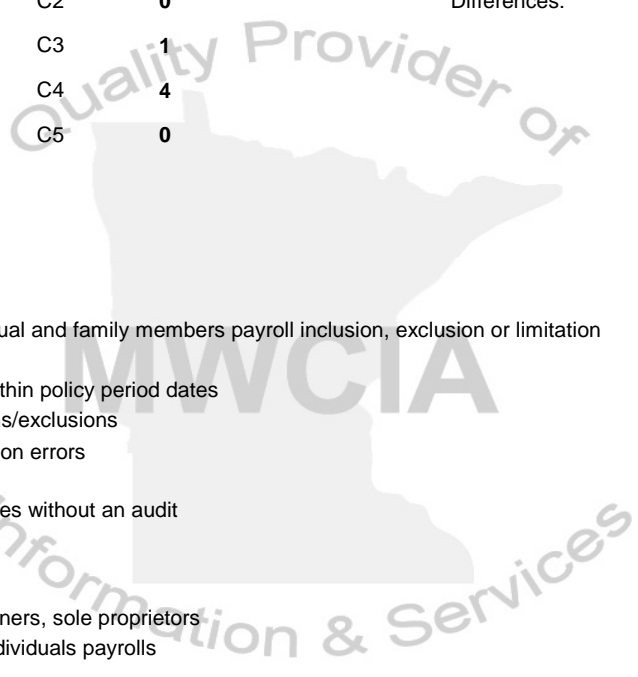 C2 0 Differences:
Quality Provider of
C3 1
C4 4
C5 0
ual and family members payroll inclusion, exclusion or limitation
MWCIA
thin policy period dates
s/exclusions
on errors
es without an audit
Information & Services
ners, sole proprietors
dividuals payrolls